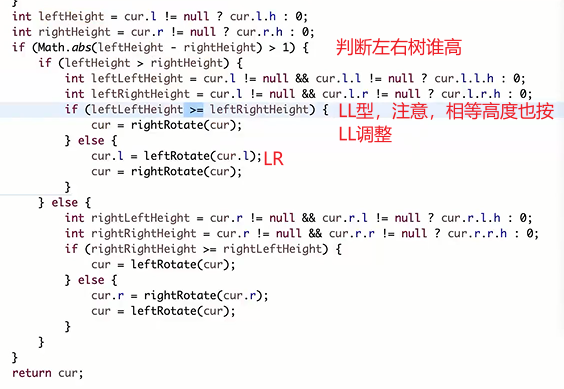 }
int leftHeight = cur.l != null ? cur.l.h : 0;
int rightHeight = cur.r != null ? cur.r.h : 0;
if (Math.abs(leftHeight - rightHeight) > 1) { 判断左右树谁高
if (leftHeight > rightHeight) {
int leftLeftHeight = cur.l != null && cur.l.l != null ? cur.l.l.h : 0;
int leftRightHeight = cur.l != null && cur.l.r != null ? cur.l.r.h : 0;
if (leftLeftHeight >= leftRightHeight) { LL型，注意，相等高度也按
cur = rightRotate(cur); LL调整
} else {
cur.l = leftRotate(cur.l); LR
cur = rightRotate(cur);
}
} else {
int rightLeftHeight = cur.r != null && cur.r.l != null ? cur.r.l.h : 0;
int rightRightHeight = cur.r != null && cur.r.r != null ? cur.r.r.h : 0;
if (rightRightHeight >= rightLeftHeight) {
cur = leftRotate(cur);
} else {
cur.r = rightRotate(cur.r);
cur = leftRotate(cur);
}
}
}
return cur;